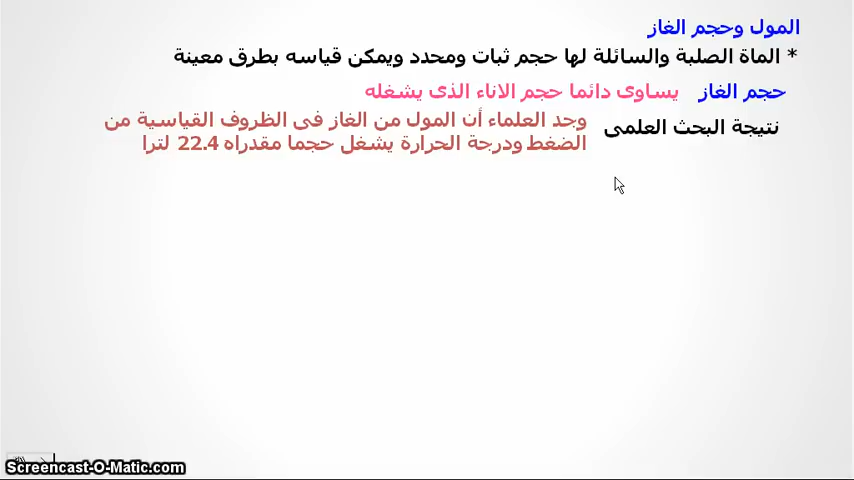 المول وحجم الغاز
* الماة الصلبة والسائلة لها حجم ثبات ومحدد ويمكن قياسه بطرق معينة
حجم الغاز يساوى دائما حجم الاناء الذى يشغله
نتيجة البحث العلمى
وجد العلماء أن المول من الغاز فى الظروف القياسية من
الضغط ودرجة الحرارة يشغل حجما مقدراه 22.4 لترا
Screencast-O-Matic.com